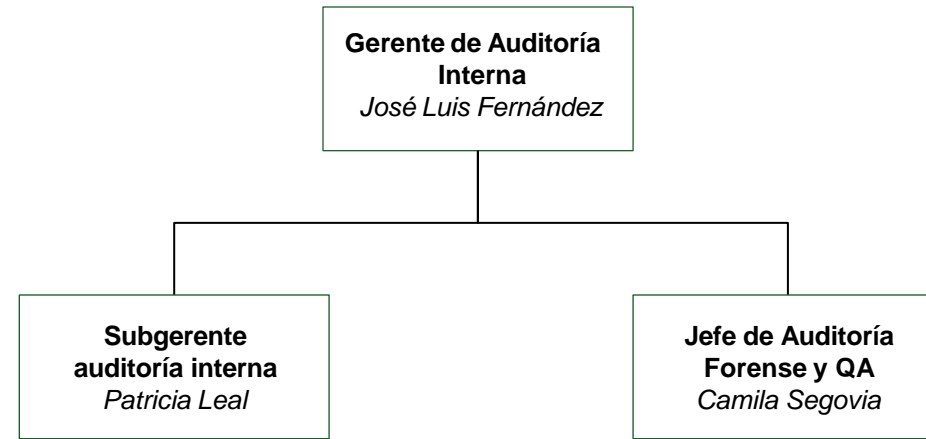 Gerente de Auditoría
Interna
José Luis Fernández
Subgerente
auditoría interna
Patricia Leal
Jefe de Auditoría
Forense y QA
Camila Segovia